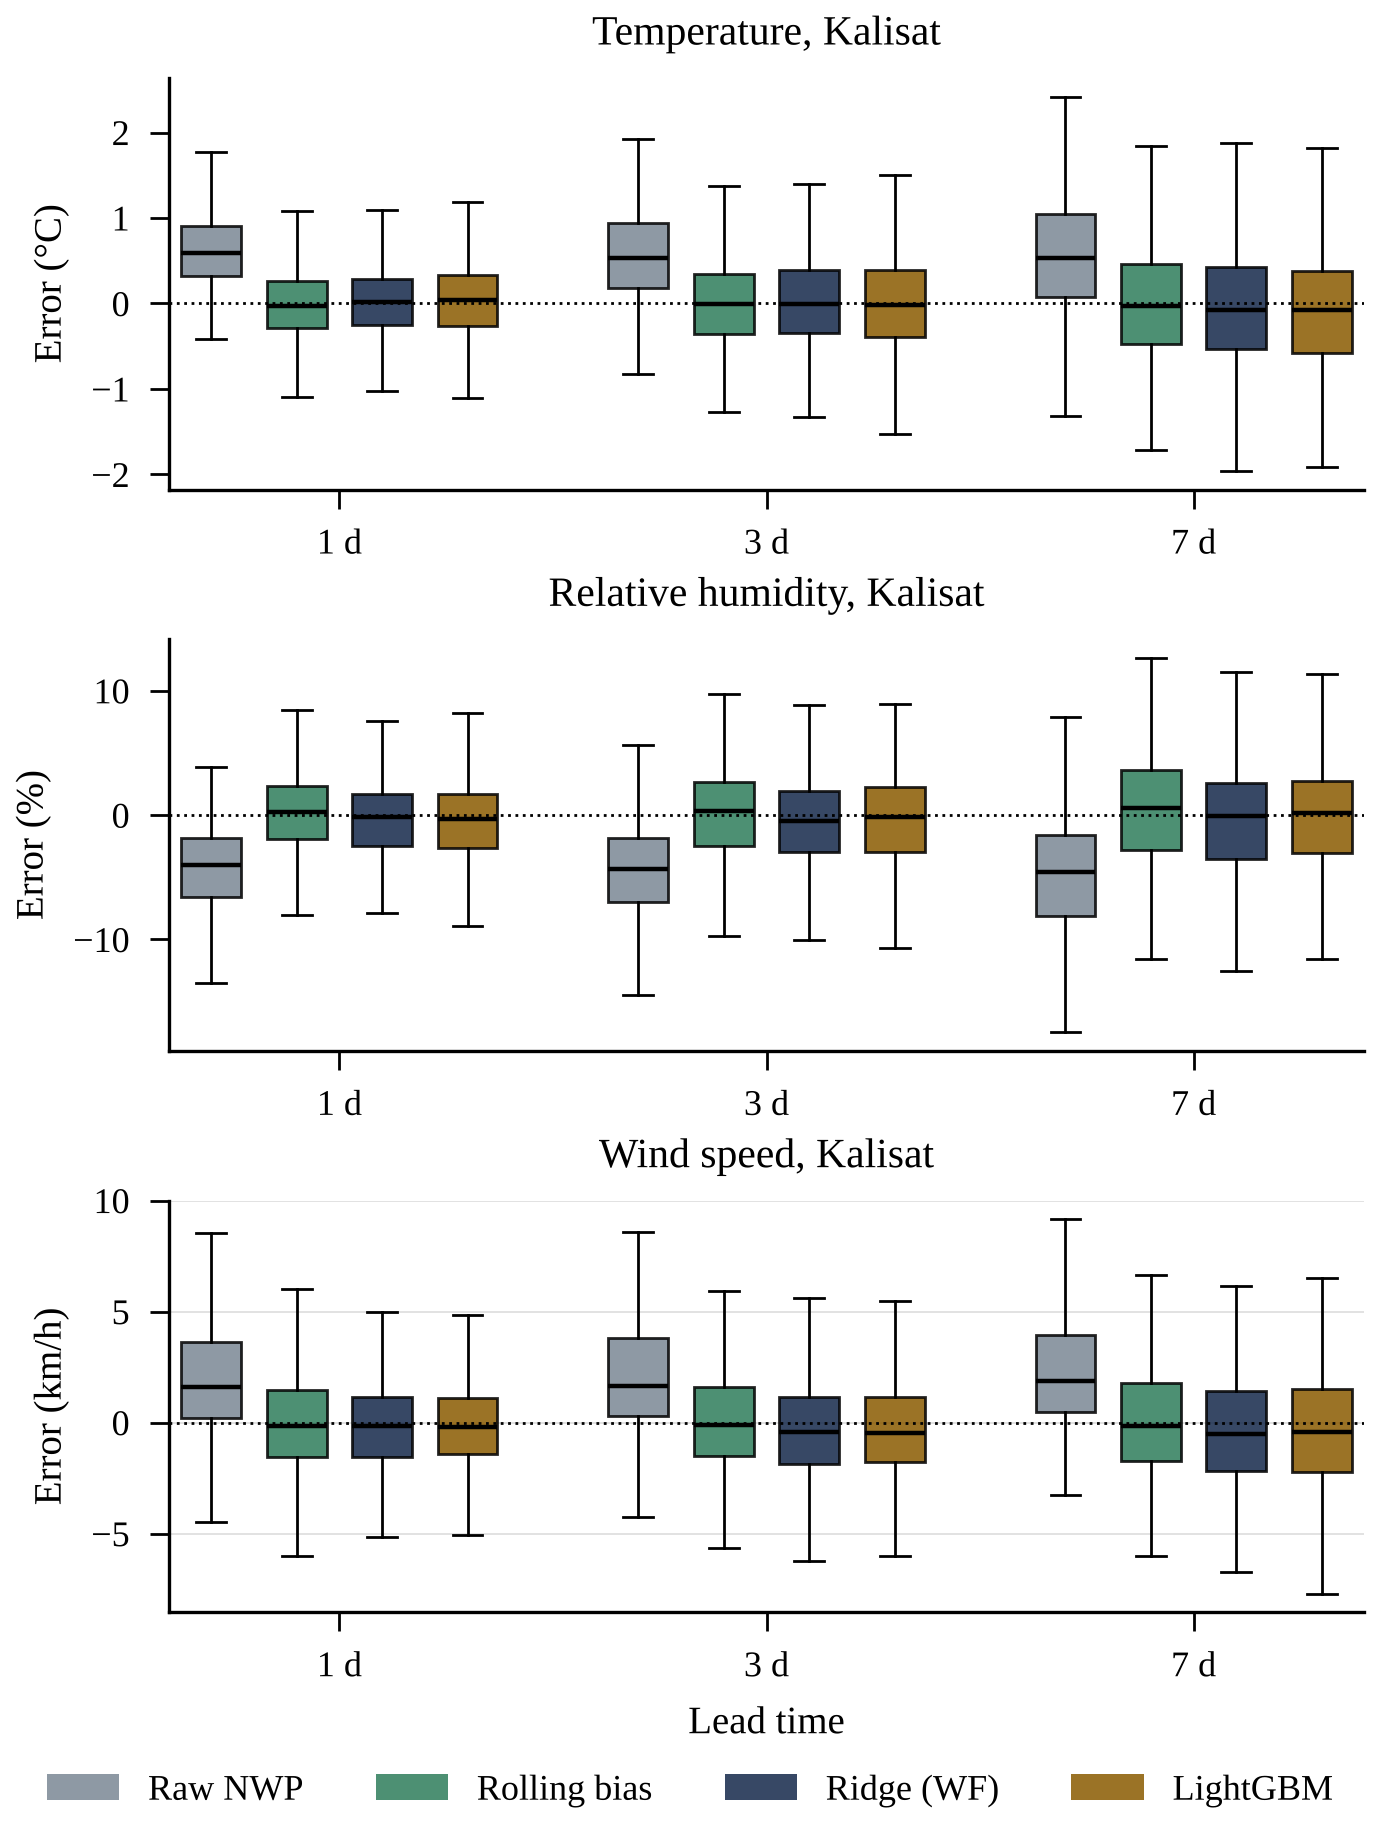 Temperature, Kalisat
Error (°C)
2
1
0
−1
−2
1 d 3 d 7 d
Relative humidity, Kalisat
Error (%)
10
0
−10
1 d 3 d 7 d
Wind speed, Kalisat
Error (km/h)
10
5
0
−5
1 d 3 d 7 d
Lead time
Raw NWP Rolling bias Ridge (WF) LightGBM